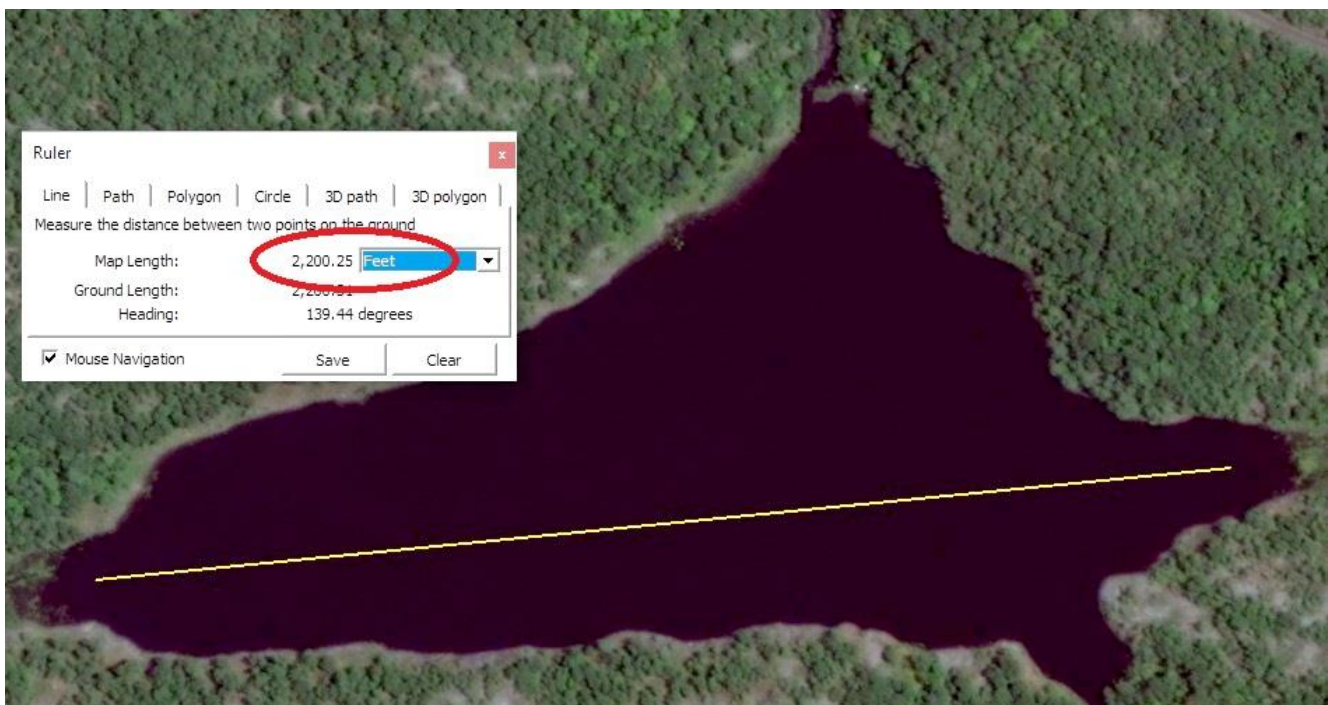 Ruler
x
Line Path Polygon Circle 3D path 3D polygon
Measure the distance between two points on the ground
Map Length: 2,200.25 Feet
Ground Length:
Heading: 139.44 degrees
Mouse Navigation Save Clear